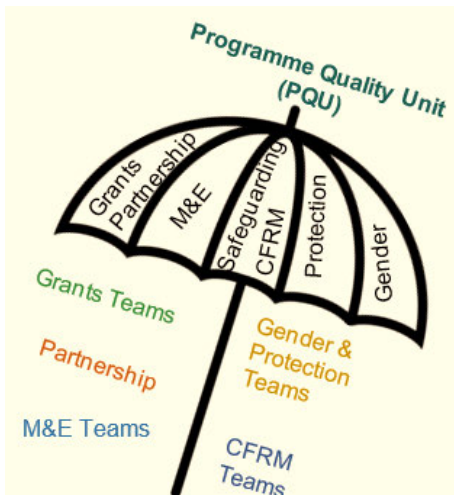 Programme Quality Unit
(PQU)
Grants
Partnership
M&E
Safeguarding
CFRM
Protection
Gender
Grants Teams
Partnership
M&E Teams
Gender &
Protection
Teams
CFRM
Teams